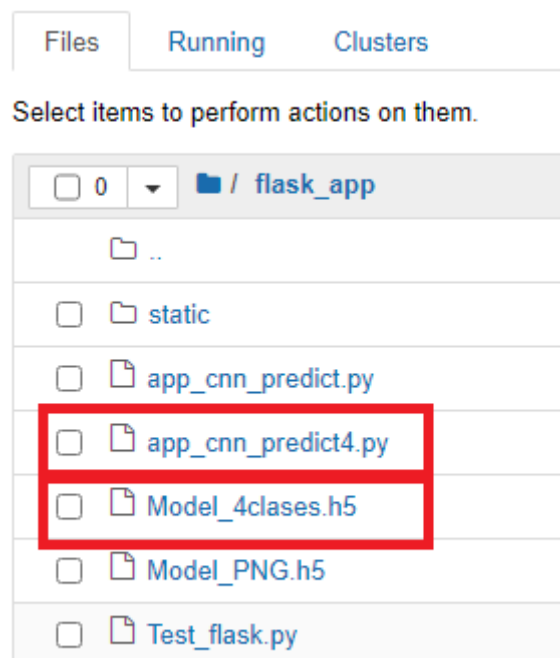 Files Running Clusters
Select items to perform actions on them.
0 / flask_app
..
static
app_cnn_predict.py
app_cnn_predict4.py
Model_4clases.h5
Model_PNG.h5
Test_flask.py